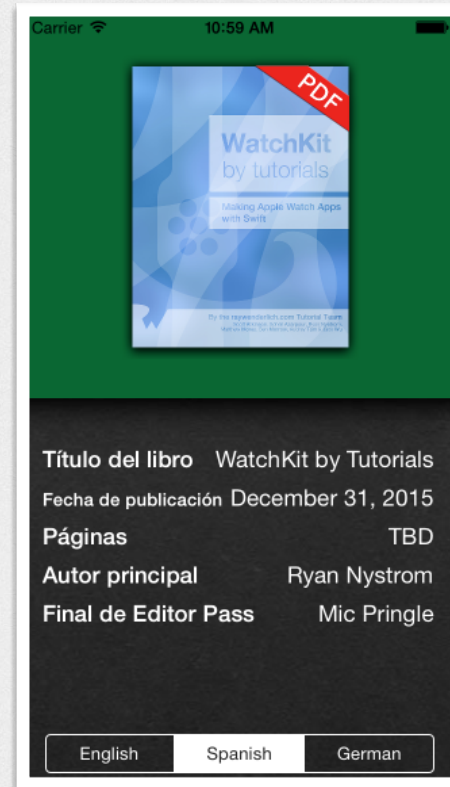 Carrier 10:59 AM
PDF
WatchKit
by tutorials
Making Apple Watch Apps
with Swift
By the raywenderlich.com Tutorial Team
Título del libro WatchKit by Tutorials
Fecha de publicación December 31, 2015
Páginas TBD
Autor principal Ryan Nystrom
Final de Editor Pass Mic Pringle
English Spanish German